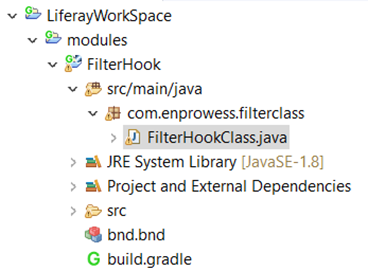 LiferayWorkSpace
modules
FilterHook
src/main/java
com.enprowess.filterclass
FilterHookClass.java
JRE System Library [JavaSE-1.8]
Project and External Dependencies
src
bnd.bnd
build.gradle